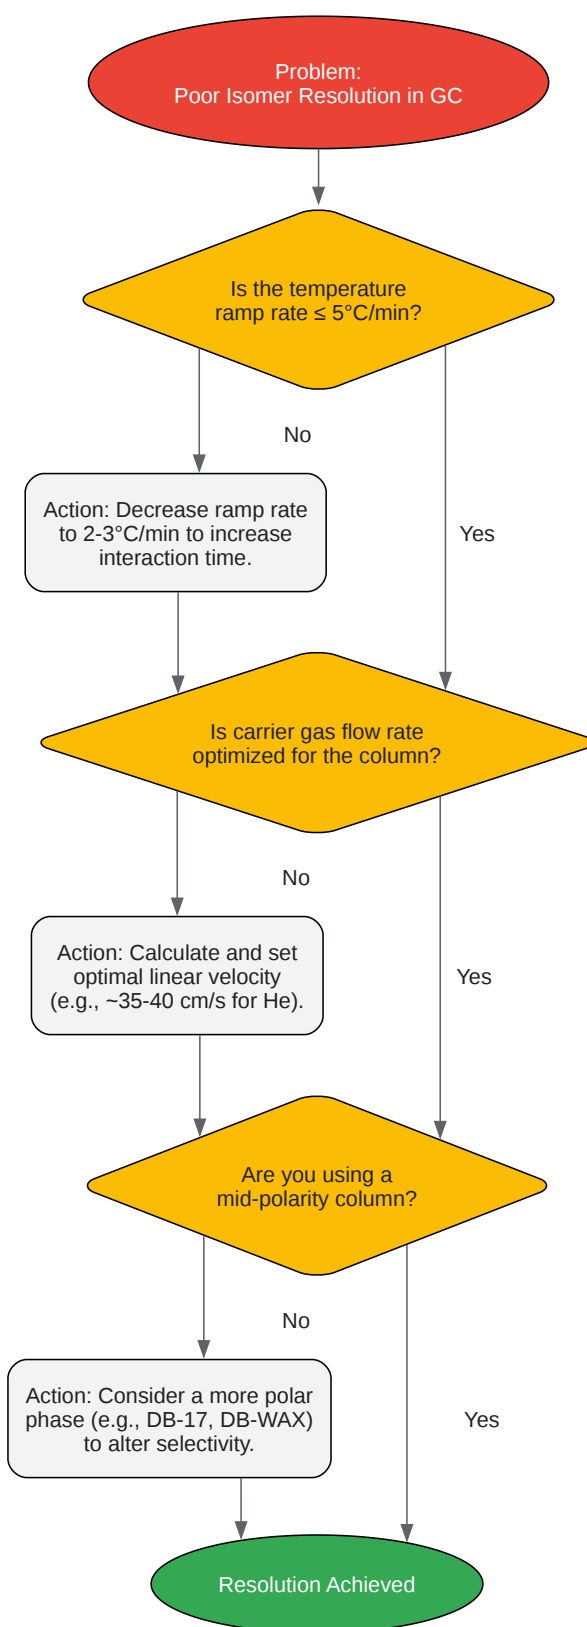 Problem:
Poor Isomer Resolution in GC
Is the temperature
ramp rate ≤ 5°C/min?
No
Action: Decrease ramp rate
to 2-3°C/min to increase
interaction time.
Yes
Is carrier gas flow rate
optimized for the column?
No
Action: Calculate and set
optimal linear velocity
(e.g., ~35-40 cm/s for He).
Yes
Are you using a
mid-polarity column?
No
Action: Consider a more polar
phase (e.g., DB-17, DB-WAX)
to alter selectivity.
Yes
Resolution Achieved